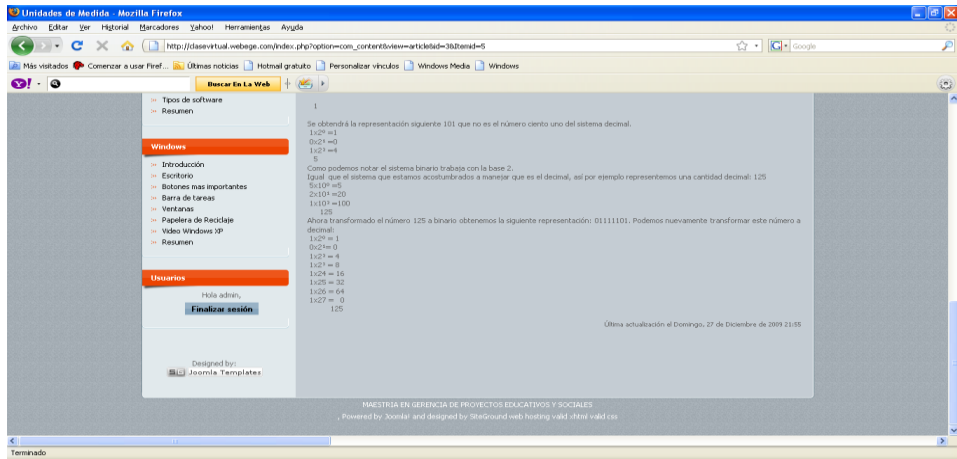 Unidades de Medida - Mozilla Firefox
Archivo Editar Ver Historial Marcadores Yahoo! Herramientas Ayuda
http://clasevirtual.webege.com/index.php?option=com_content&view=article&id=3&Itemid=5
Google
Más visitados Comenzar a usar Firef... Últimas noticias Hotmail gratuito Personalizar vínculos Windows Media Windows
Y! Buscar En La Web
Tipos de software
Resumen
Windows
Introducción
Escritorio
Botones mas importantes
Barra de tareas
Ventanas
Papelera de Reciclaje
Video Windows XP
Resumen
Usuarios
Hola admin,
Finalizar sesión
Designed by:
Joomla Templates
1
Se obtendrá la representación siguiente 101 que no es el número ciento uno del sistema decimal.
1x2⁰ =1
=0
=4
5
Como podemos notar el sistema binario trabaja con la base 2.
Igual que el sistema que estamos acostumbrados a manejar que es el decimal, así por ejemplo representemos una cantidad decimal: 125
5x10⁰ =5
2x10¹ =20
=100
125
Ahora transformado el número 125 a binario obtenemos la siguiente representación: 01111101. Podemos nuevamente transformar este número a
decimal:
1x2⁰ = 1
= 0
= 4
= 8
1x24 = 16
1x25 = 32
1x26 = 64
1x27 = 0
125
Última actualización el Domingo, 27 de Diciembre de 2009
MAESTRIA EN GERENCIA DE PROYECTOS EDUCATIVOS Y SOCIALES
, Powered by Joomla! and designed by SiteGround web hosting valid xhtml valid css
Terminado